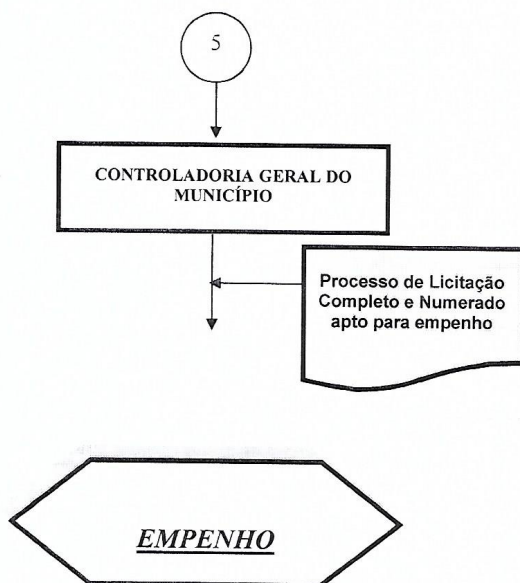 5
CONTROLADORIA GERAL DO
MUNICÍPIO
Processo de Licitação
Completo e Numerado
apto para empenho
EMPENHO